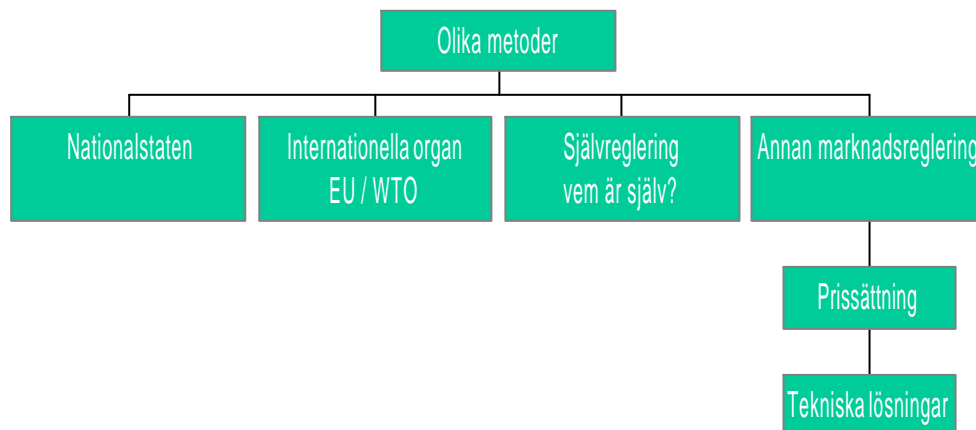 Olika metoder
Nationalstaten
Internationella organ
EU / WTO
Självreglering
vem är själv?
Annan marknadsreglering
Prissättning
Tekniska lösningar